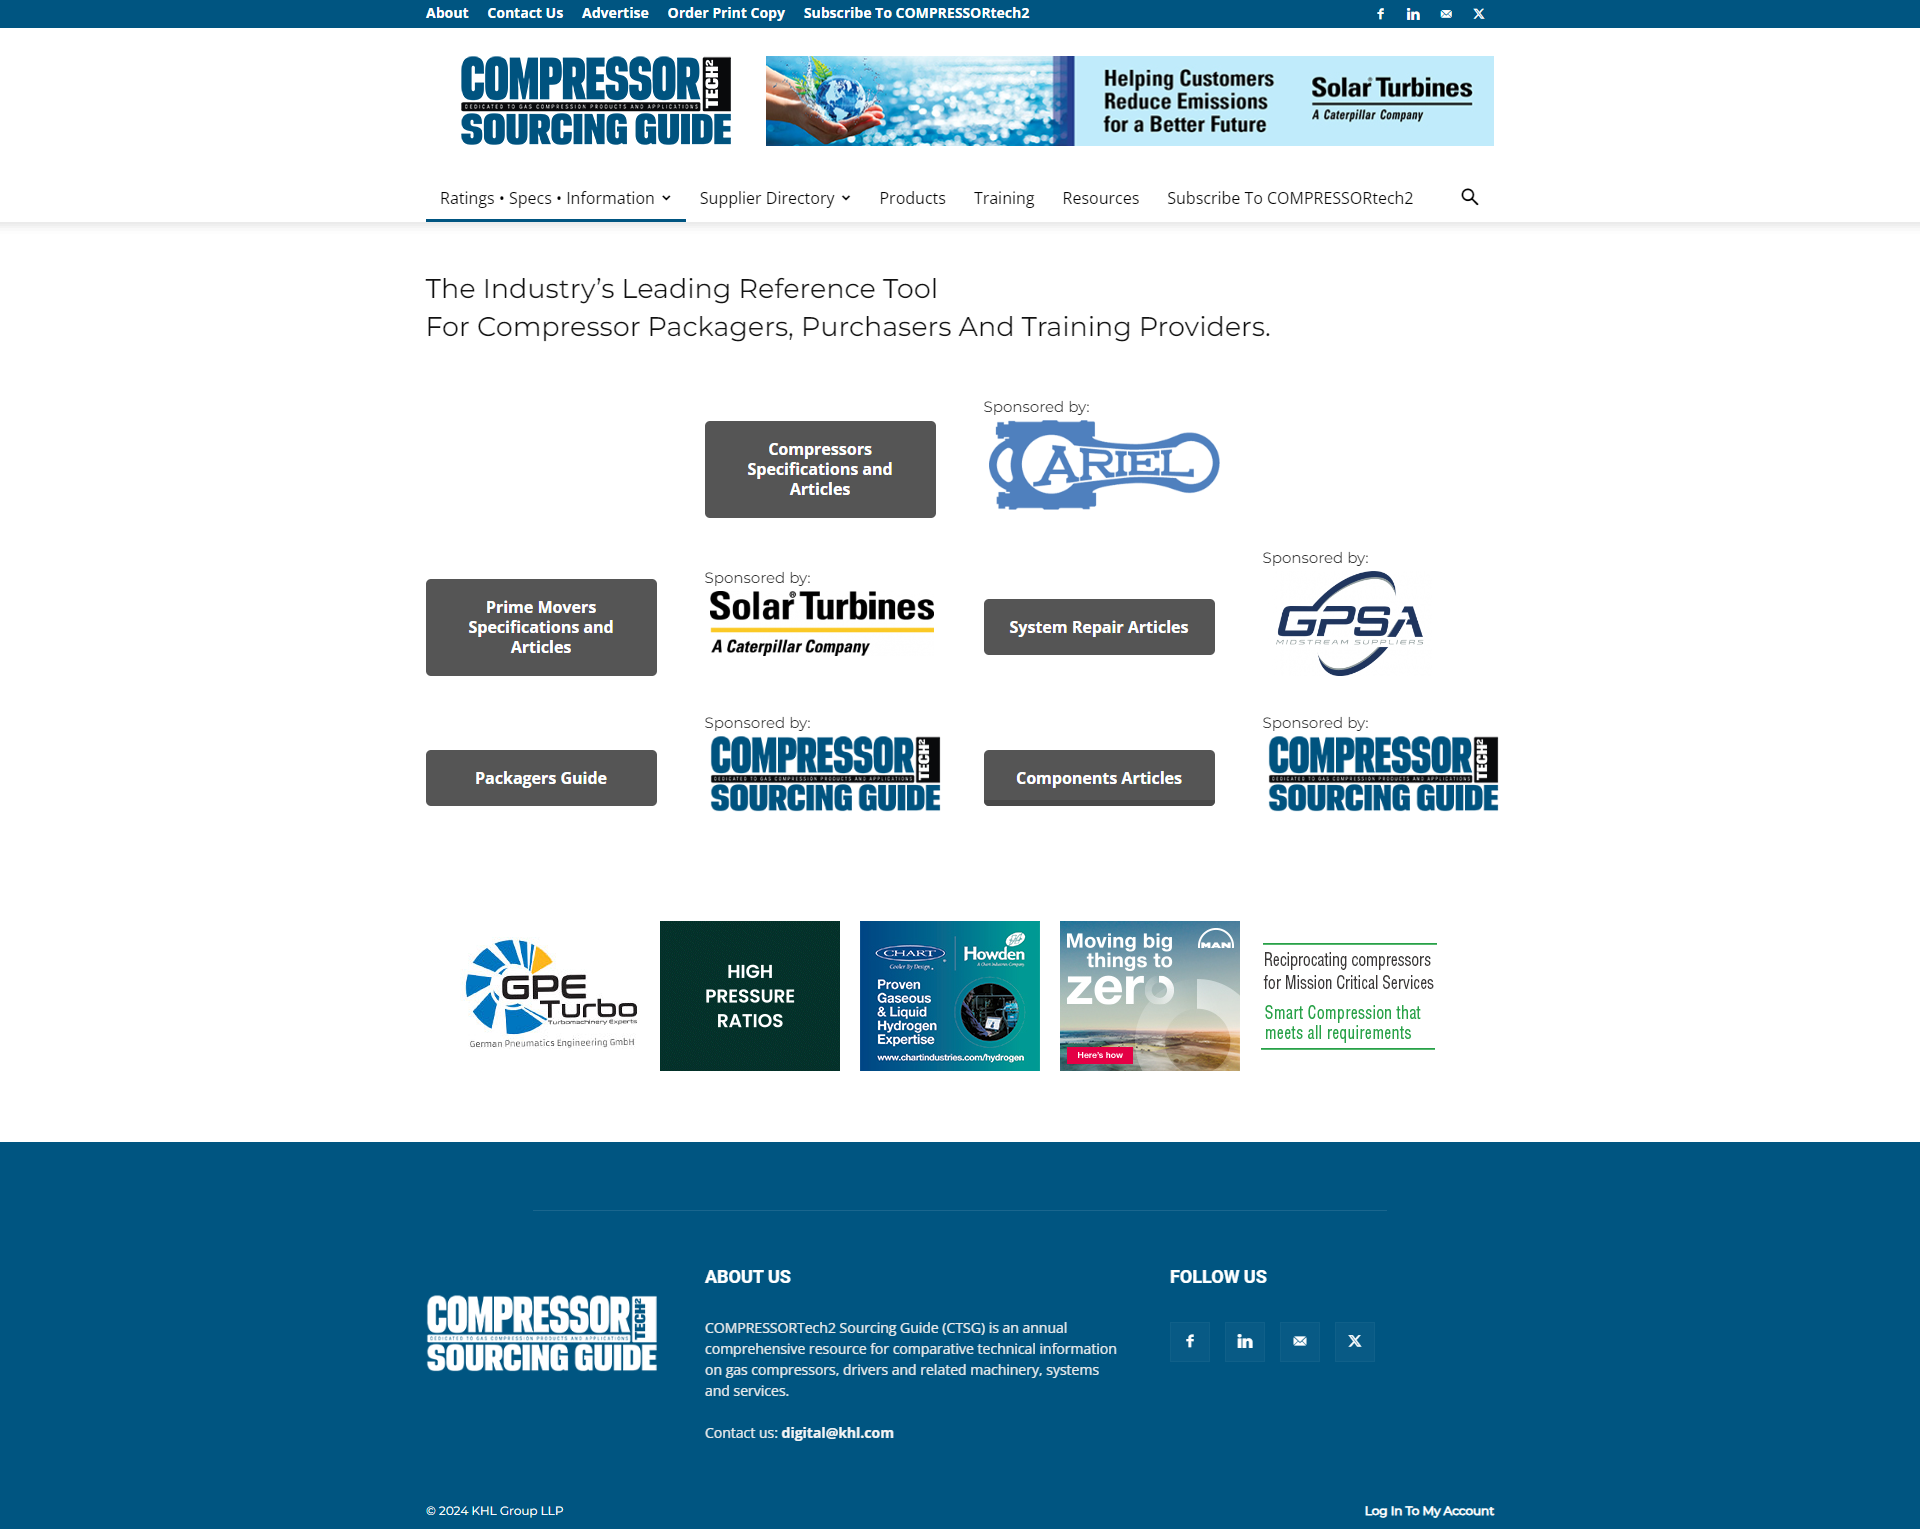 About Contact Us Advertise Order Print Copy Subscribe To COMPRESSORtech2
COMPRESSOR TECH2
DEDICATED TO GAS COMPRESSION PRODUCTS AND APPLICATIONS
SOURCING GUIDE
Helping Customers
Reduce Emissions
for a Better Future
Solar® Turbines
A Caterpillar Company
Ratings • Specs • Information Supplier Directory Products Training Resources Subscribe To COMPRESSORtech2
The Industry’s Leading Reference Tool
For Compressor Packagers, Purchasers And Training Providers.
Compressors
Specifications and
Articles
Sponsored by:
ARIEL
Prime Movers
Specifications and
Articles
Sponsored by:
Solar® Turbines
A Caterpillar Company
System Repair Articles
Sponsored by:
GPSA
MIDSTREAM SUPPLIERS
Packagers Guide
Sponsored by:
COMPRESSOR TECH2
DEDICATED TO GAS COMPRESSION PRODUCTS AND APPLICATIONS
SOURCING GUIDE
Components Articles
Sponsored by:
COMPRESSOR TECH2
DEDICATED TO GAS COMPRESSION PRODUCTS AND APPLICATIONS
SOURCING GUIDE
GPE
Turbo
Turbomachinery Experts
German Pneumatics Engineering GmbH
HIGH
PRESSURE
RATIOS
CHART
Cooler By Design.
Howden
A Chart Industries Company
Proven
Gaseous
& Liquid
Hydrogen
Expertise
www.chartindustries.com/hydrogen
Moving big
things to
zero
MAN
Here's how
Reciprocating compressors
for Mission Critical Services
Smart Compression that
meets all requirements
COMPRESSOR TECH2
DEDICATED TO GAS COMPRESSION PRODUCTS AND APPLICATIONS
SOURCING GUIDE
ABOUT US
COMPRESSORTech2 Sourcing Guide (CTSG) is an annual
comprehensive resource for comparative technical information
on gas compressors, drivers and related machinery, systems
and services.
Contact us: digital@khl.com
FOLLOW US
© 2024 KHL Group LLP
Log In To My Account